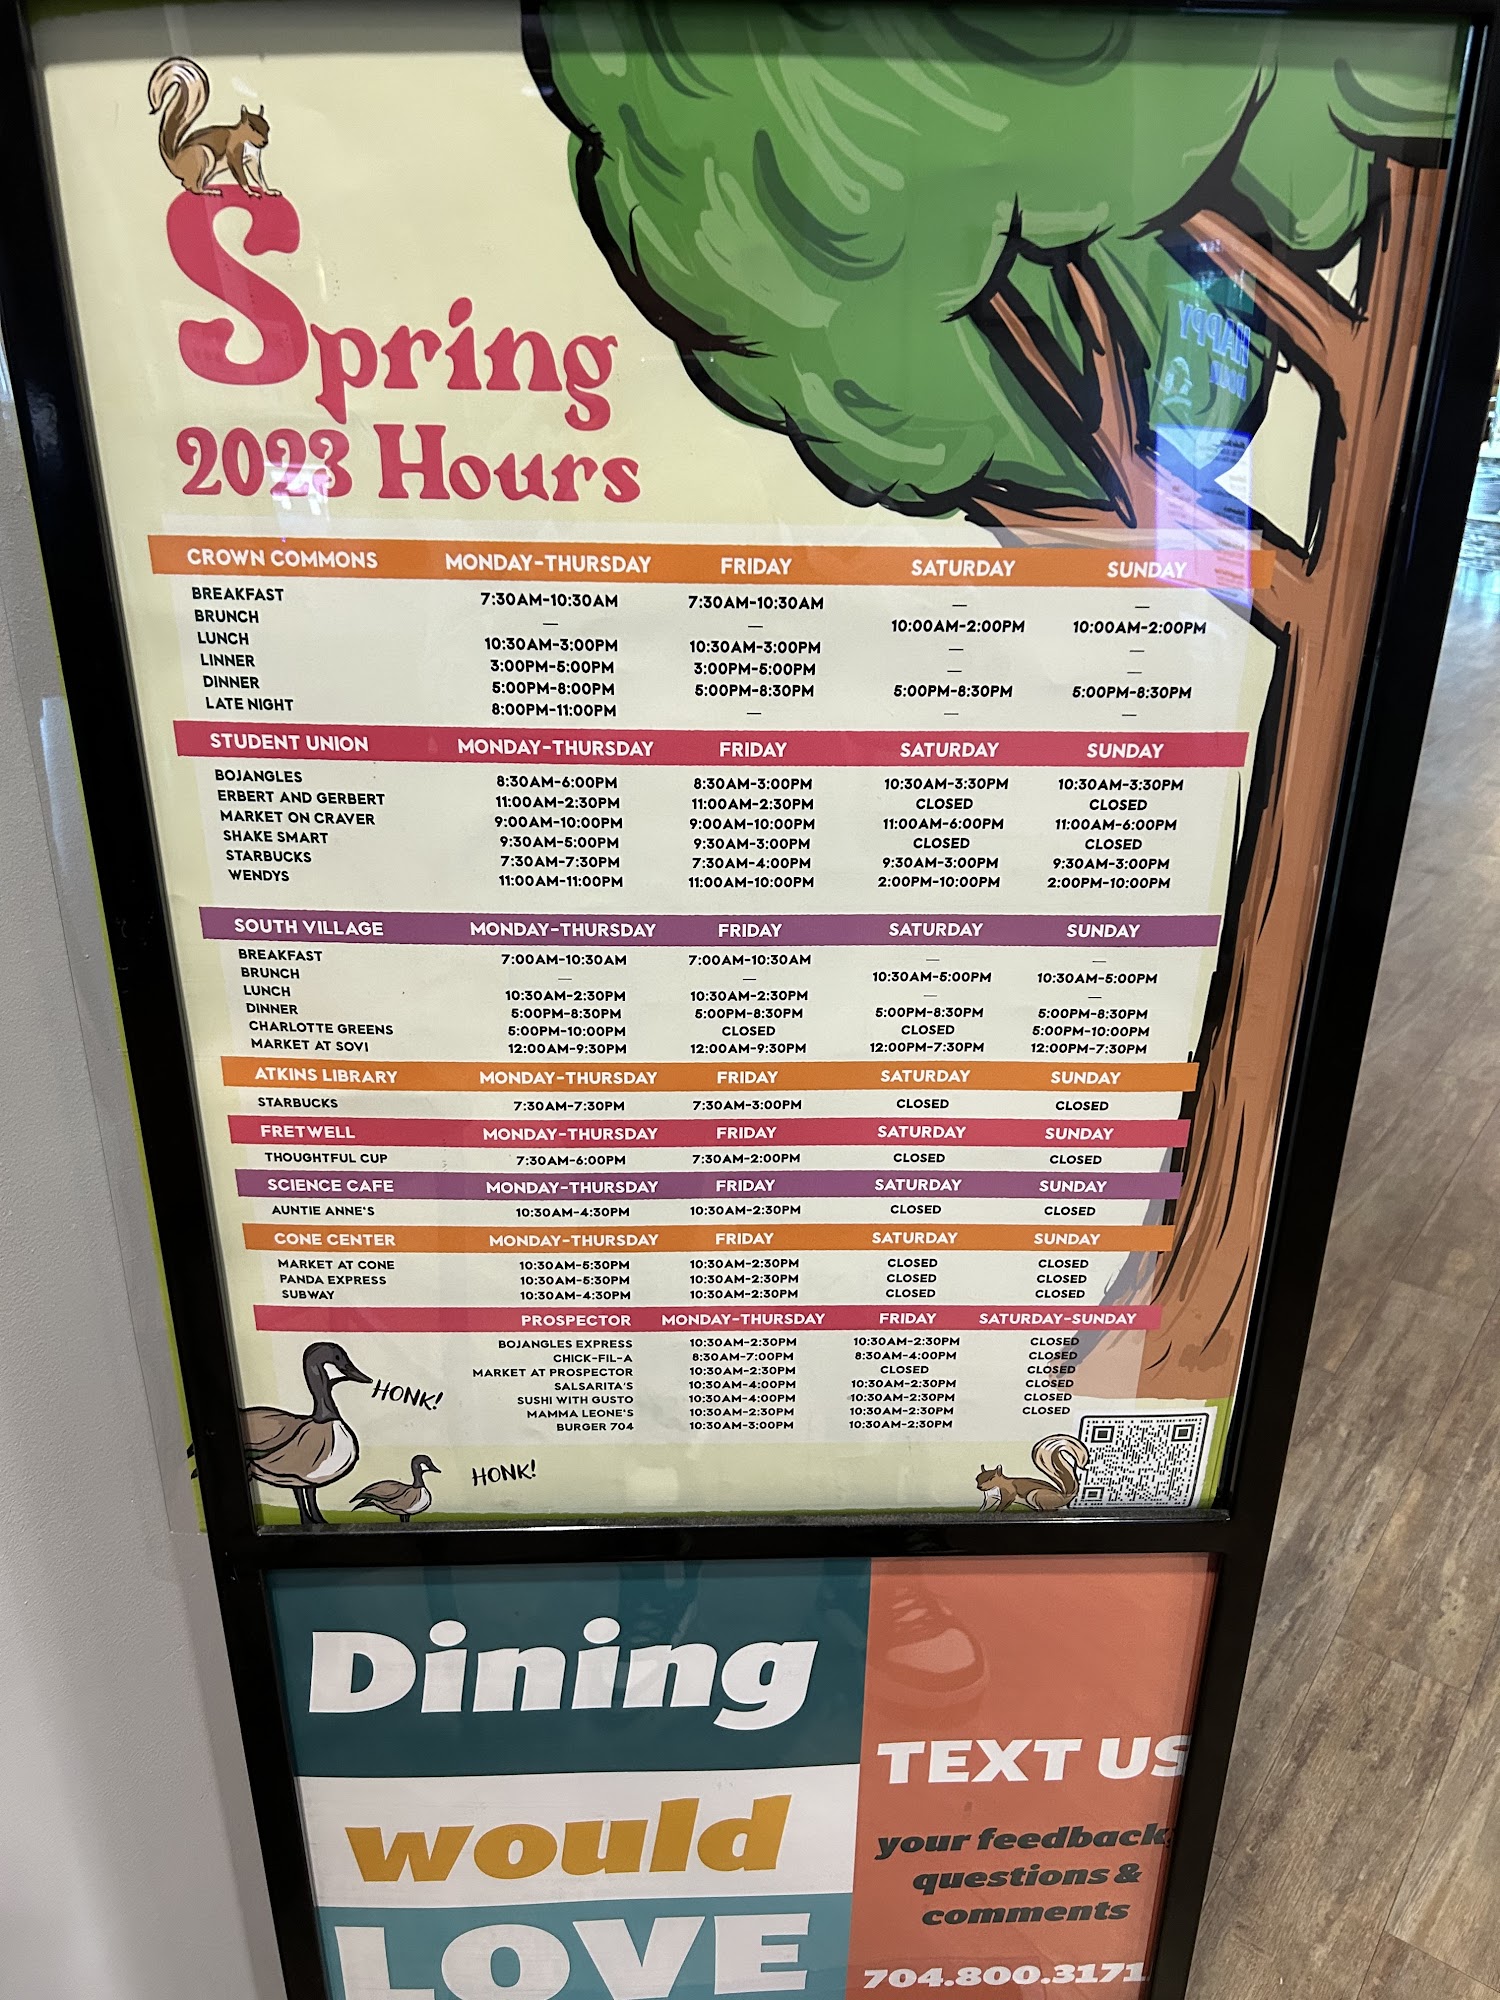 Spring
2023 Hours
CROWN COMMONS MONDAY-THURSDAY FRIDAY SATURDAY SUNDAY
BREAKFAST 7:30AM-10:30AM 7:30AM-10:30AM — —
BRUNCH — — 10:00AM-2:00PM 10:00AM-2:00PM
LUNCH 10:30AM-3:00PM 10:30AM-3:00PM — —
LINNER 3:00PM-5:00PM 3:00PM-5:00PM — —
DINNER 5:00PM-8:00PM 5:00PM-8:30PM 5:00PM-8:30PM 5:00PM-8:30PM
LATE NIGHT 8:00PM-11:00PM — — —
STUDENT UNION MONDAY-THURSDAY FRIDAY SATURDAY SUNDAY
BOJANGLES 8:30AM-6:00PM 8:30AM-3:00PM 10:30AM-3:30PM 10:30AM-3:30PM
ERBERT AND GERBERT 11:00AM-2:30PM 11:00AM-2:30PM CLOSED CLOSED
MARKET ON CRAVER 9:00AM-10:00PM 9:00AM-10:00PM 11:00AM-6:00PM 11:00AM-6:00PM
SHAKE SMART 9:30AM-5:00PM 9:30AM-3:00PM CLOSED CLOSED
STARBUCKS 7:30AM-7:30PM 7:30AM-4:00PM 9:30AM-3:00PM 9:30AM-3:00PM
WENDYS 11:00AM-11:00PM 11:00AM-10:00PM 2:00PM-10:00PM 2:00PM-10:00PM
SOUTH VILLAGE MONDAY-THURSDAY FRIDAY SATURDAY SUNDAY
BREAKFAST 7:00AM-10:30AM 7:00AM-10:30AM — —
BRUNCH — — 10:30AM-5:00PM 10:30AM-5:00PM
LUNCH 10:30AM-2:30PM 10:30AM-2:30PM — —
DINNER 5:00PM-8:30PM 5:00PM-8:30PM 5:00PM-8:30PM 5:00PM-8:30PM
CHARLOTTE GREENS 5:00PM-10:00PM CLOSED CLOSED 5:00PM-10:00PM
MARKET AT SOVI 12:00AM-9:30PM 12:00AM-9:30PM 12:00PM-7:30PM 12:00PM-7:30PM
ATKINS LIBRARY MONDAY-THURSDAY FRIDAY SATURDAY SUNDAY
STARBUCKS 7:30AM-7:30PM 7:30AM-3:00PM CLOSED CLOSED
FRETWELL MONDAY-THURSDAY FRIDAY SATURDAY SUNDAY
THOUGHTFUL CUP 7:30AM-6:00PM 7:30AM-2:00PM CLOSED CLOSED
SCIENCE CAFE MONDAY-THURSDAY FRIDAY SATURDAY SUNDAY
AUNTIE ANNE'S 10:30AM-4:30PM 10:30AM-2:30PM CLOSED CLOSED
CONE CENTER MONDAY-THURSDAY FRIDAY SATURDAY SUNDAY
MARKET AT CONE 10:30AM-5:30PM 10:30AM-2:30PM CLOSED CLOSED
PANDA EXPRESS 10:30AM-5:30PM 10:30AM-2:30PM CLOSED CLOSED
SUBWAY 10:30AM-4:30PM 10:30AM-2:30PM CLOSED CLOSED
PROSPECTOR MONDAY-THURSDAY FRIDAY SATURDAY-SUNDAY
BOJANGLES EXPRESS 10:30AM-2:30PM 10:30AM-2:30PM CLOSED
CHICK-FIL-A 8:30AM-7:00PM 8:30AM-4:00PM CLOSED
MARKET AT PROSPECTOR 10:30AM-2:30PM CLOSED CLOSED
SALSARITA'S 10:30AM-4:00PM 10:30AM-2:30PM CLOSED
SUSHI WITH GUSTO 10:30AM-4:00PM 10:30AM-2:30PM CLOSED
MAMMA LEONE'S 10:30AM-2:30PM 10:30AM-2:30PM CLOSED
BURGER 704 10:30AM-3:00PM 10:30AM-2:30PM
HONK!
HONK!
Dining
would
LOVE
TEXT US
your feedback,
questions &
comments
704.800.3171